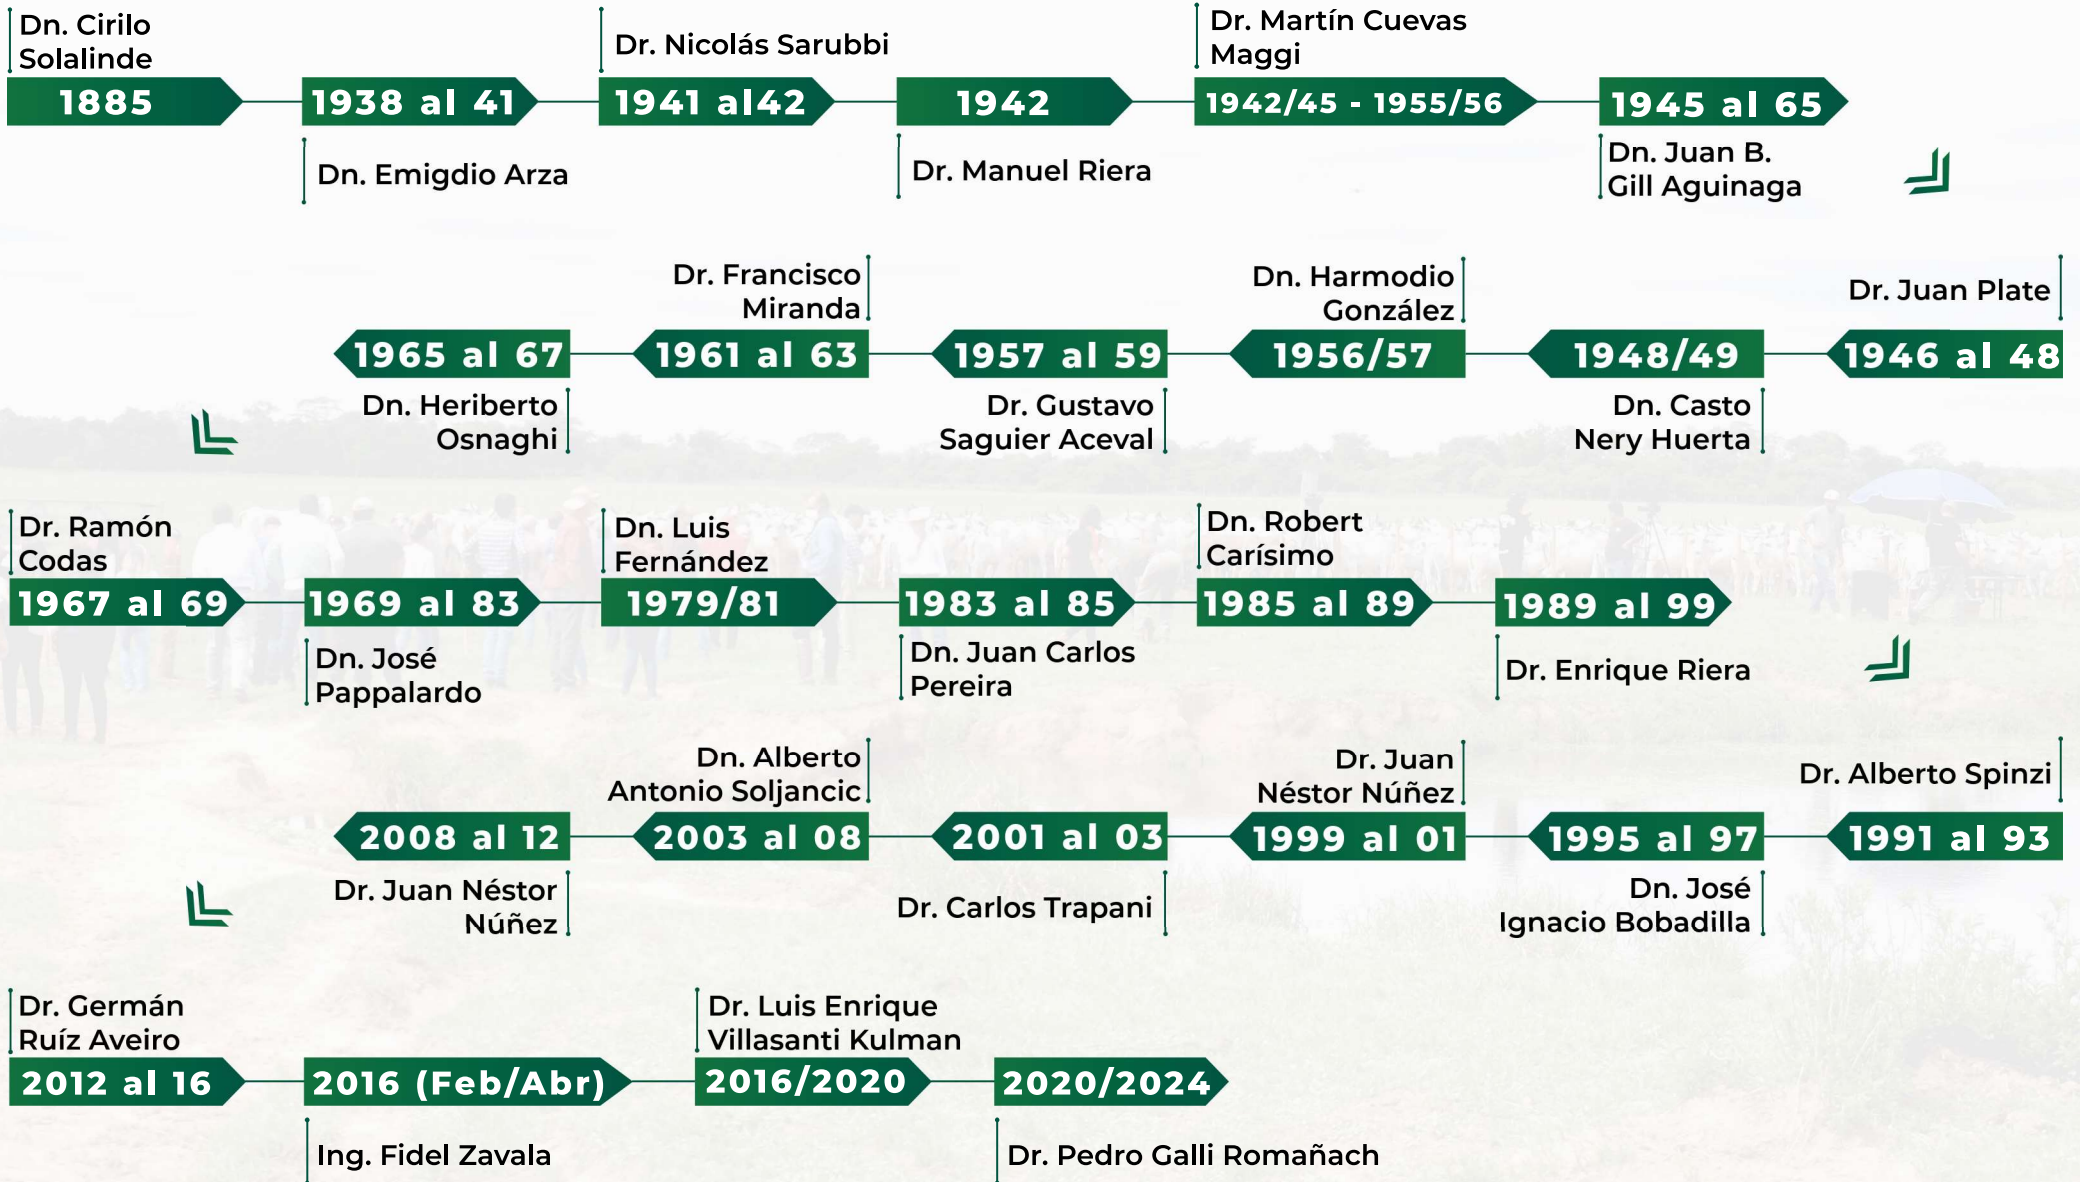 Dn. Cirilo
Solalinde
1885
1938 al 41
Dn. Emigdio Arza
Dr. Nicolás Sarubbi
1941 al42
1942
Dr. Manuel Riera
Dr. Martín Cuevas
Maggi
1942/45 - 1955/56
1945 al 65
Dn. Juan B.
Gill Aguinaga
Dr. Juan Plate
1946 al 48
1948/49
Dn. Casto
Nery Huerta
Dn. Harmodio
González
1956/57
1957 al 59
Dr. Gustavo
Saguier Aceval
Dr. Francisco
Miranda
1961 al 63
1965 al 67
Dn. Heriberto
Osnaghi
Dr. Ramón
Codas
1967 al 69
1969 al 83
Dn. José
Pappalardo
Dn. Luis
Fernández
1979/81
1983 al 85
Dn. Juan Carlos
Pereira
Dn. Robert
Carísimo
1985 al 89
1989 al 99
Dr. Enrique Riera
Dr. Alberto Spinzi
1991 al 93
1995 al 97
Dn. José
Ignacio Bobadilla
Dr. Juan
Néstor Núñez
1999 al 01
2001 al 03
Dr. Carlos Trapani
Dn. Alberto
Antonio Soljancic
2003 al 08
2008 al 12
Dr. Juan Néstor
Núñez
Dr. Germán
Ruíz Aveiro
2012 al 16
2016 (Feb/Abr)
Ing. Fidel Zavala
Dr. Luis Enrique
Villasanti Kulman
2016/2020
2020/2024
Dr. Pedro Galli Romañach